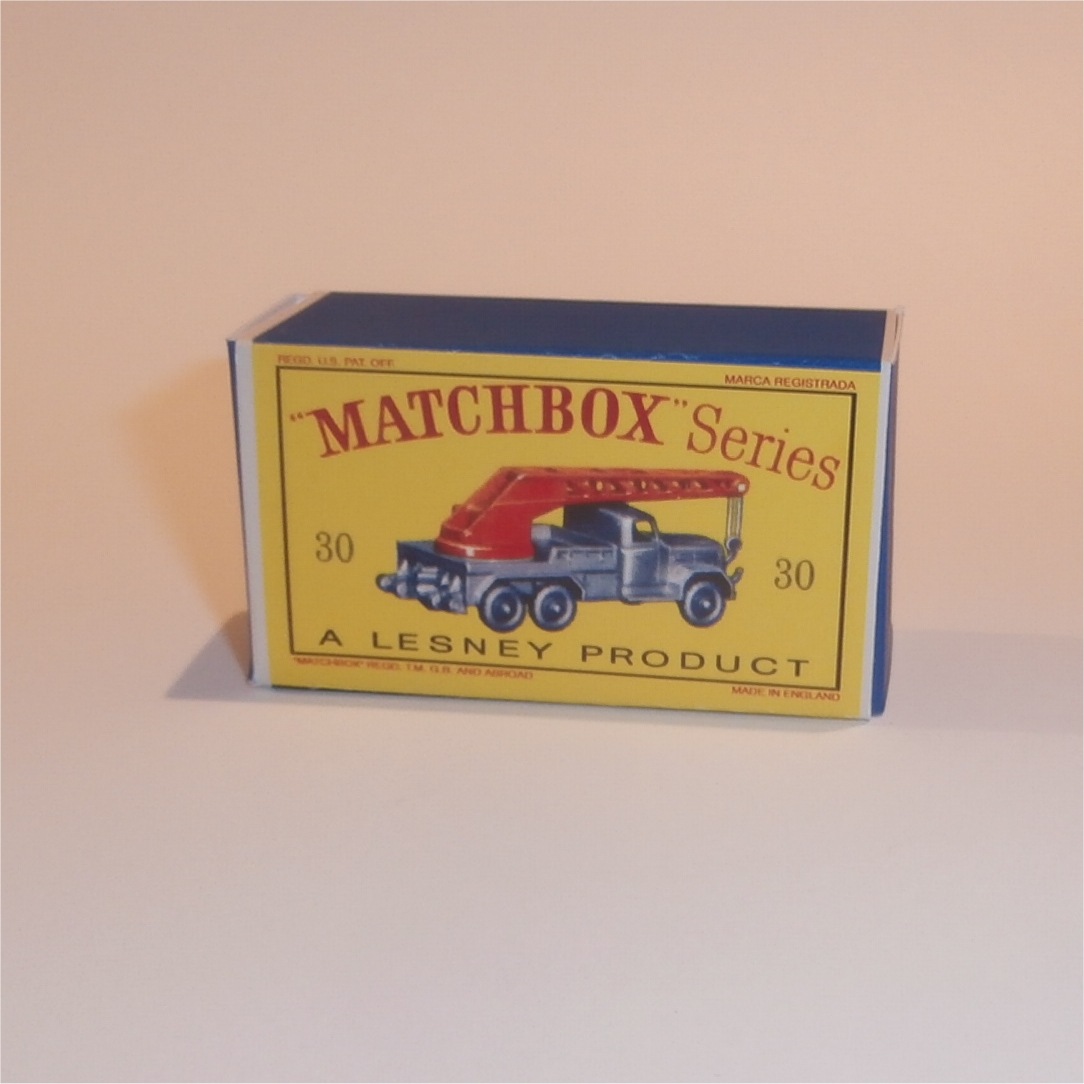 REGD. U.S. PAT. OFF.
MARCA REGISTRADA
"MATCHBOX" Series
30
30
A LESNEY PRODUCT
"MATCHBOX" REGD. T.M. G.B. AND ABROAD
MADE IN ENGLAND